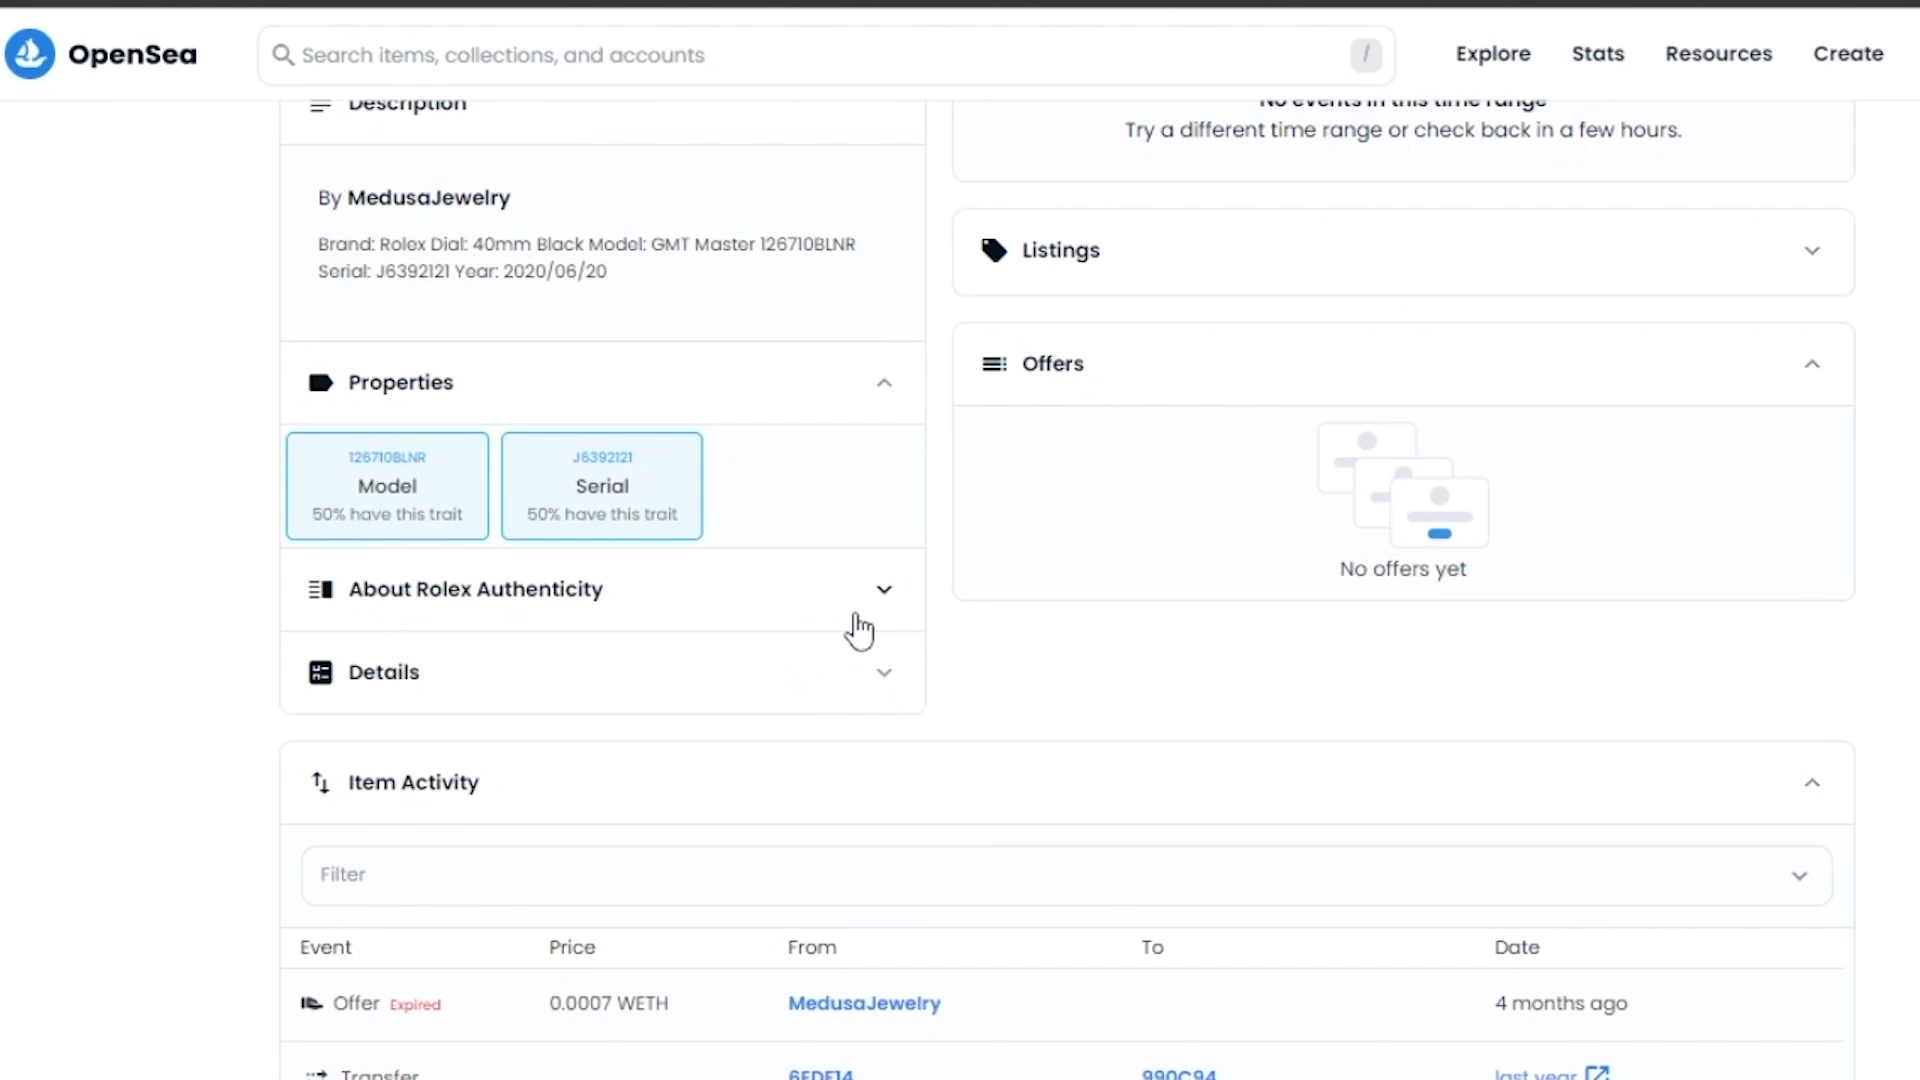 OpenSea
Search items, collections, and accounts
/
Explore
Stats
Resources
Create
Description
By MedusaJewelry
Brand: Rolex Dial: 40mm Black Model: GMT Master 126710BLNR
Serial: J6392121 Year: 2020/06/20
Properties
126710BLNR
Model
50% have this trait
J6392121
Serial
50% have this trait
About Rolex Authenticity
Details
No events in this time range
Try a different time range or check back in a few hours.
Listings
Offers
No offers yet
Item Activity
Filter
Event Price From To Date
Offer Expired 0.0007 WETH MedusaJewelry 4 months ago
Transfer 6FDF14 990C94 last year